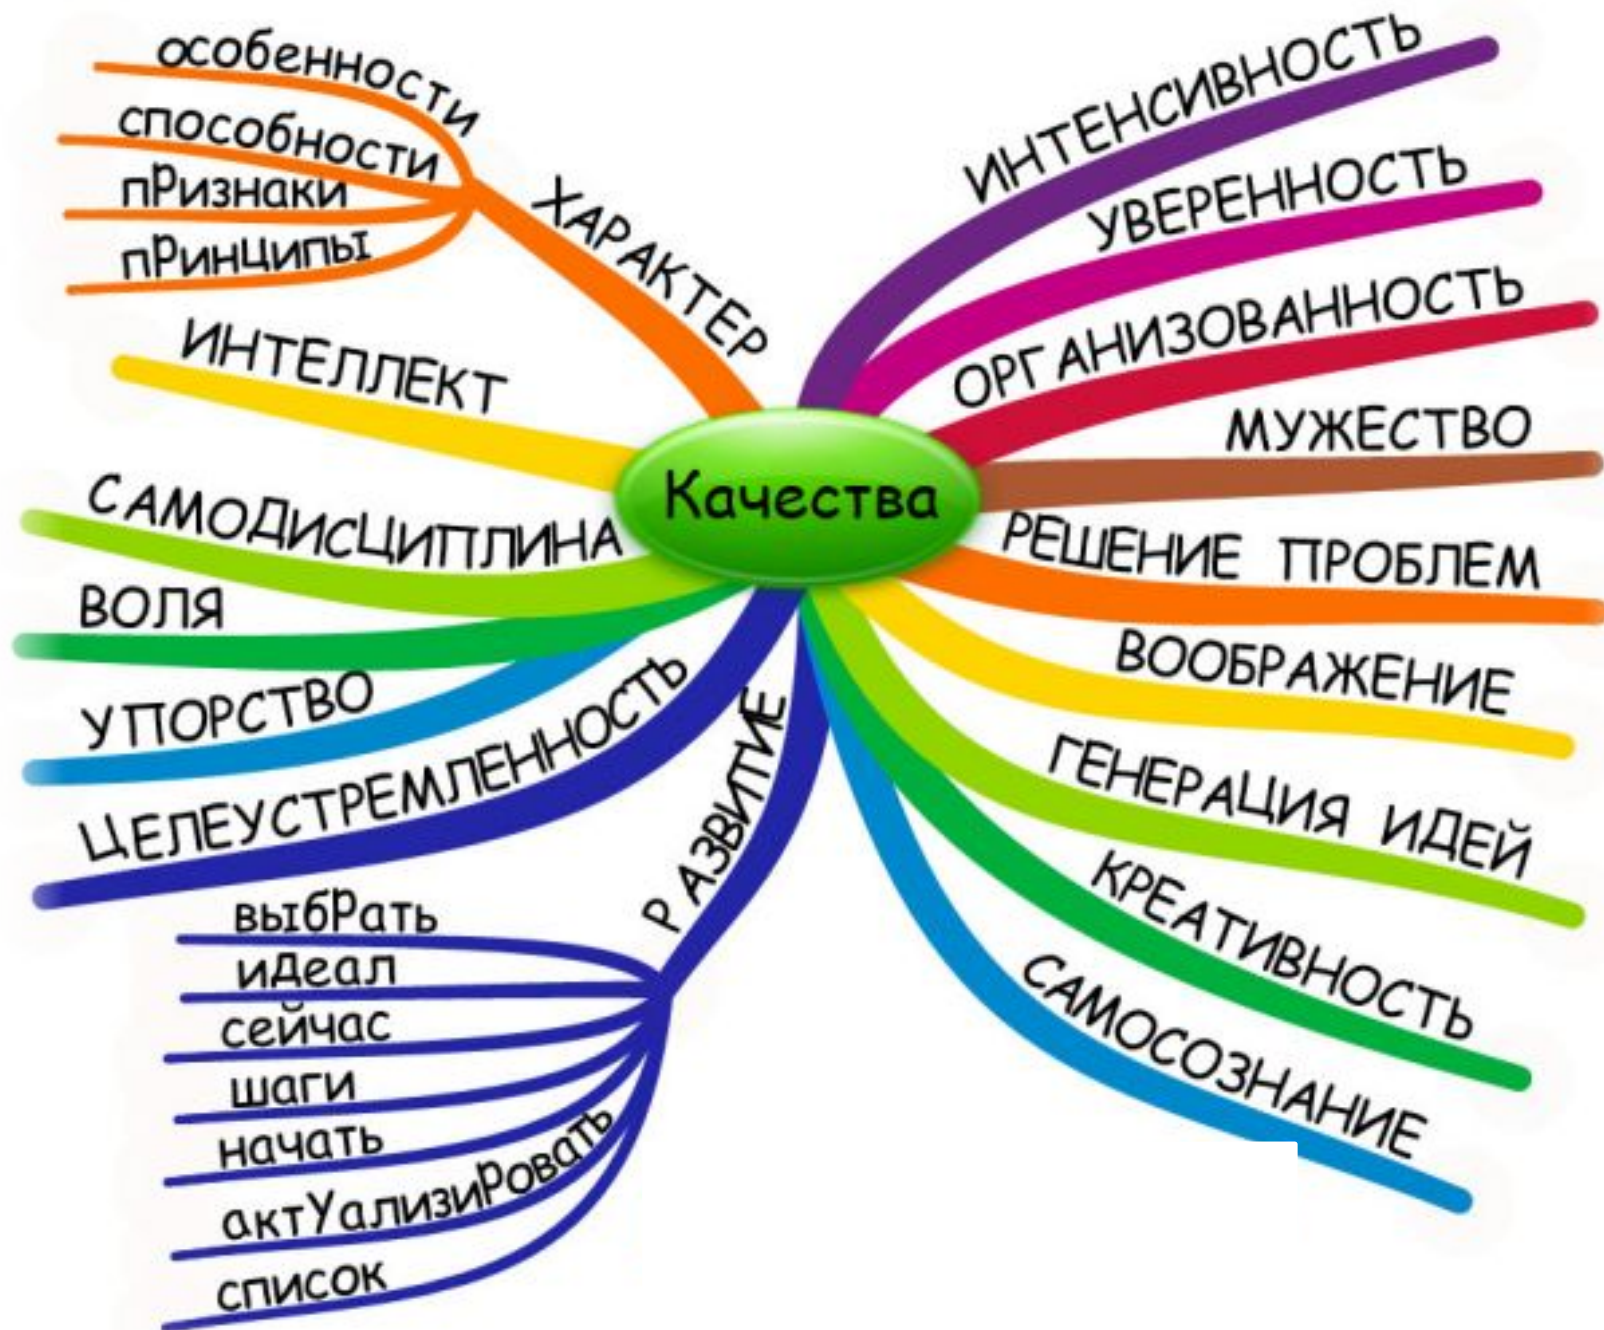 особенности
способности
признаки
принципы
ХАРАКТЕР
ИНТЕЛЛЕКТ
САМОДИСЦИПЛИНА
ВОЛЯ
УПОРСТВО
ЦЕЛЕУСТРЕМЛЕННОСТЬ
РАЗВИТИЕ
выбрать
идеал
сейчас
шаги
начать
актуализировать
список
Качества
ИНТЕНСИВНОСТЬ
УВЕРЕННОСТЬ
ОРГАНИЗОВАННОСТЬ
МУЖЕСТВО
РЕШЕНИЕ ПРОБЛЕМ
ВООБРАЖЕНИЕ
ГЕНЕРАЦИЯ ИДЕЙ
КРЕАТИВНОСТЬ
САМОСОЗНАНИЕ